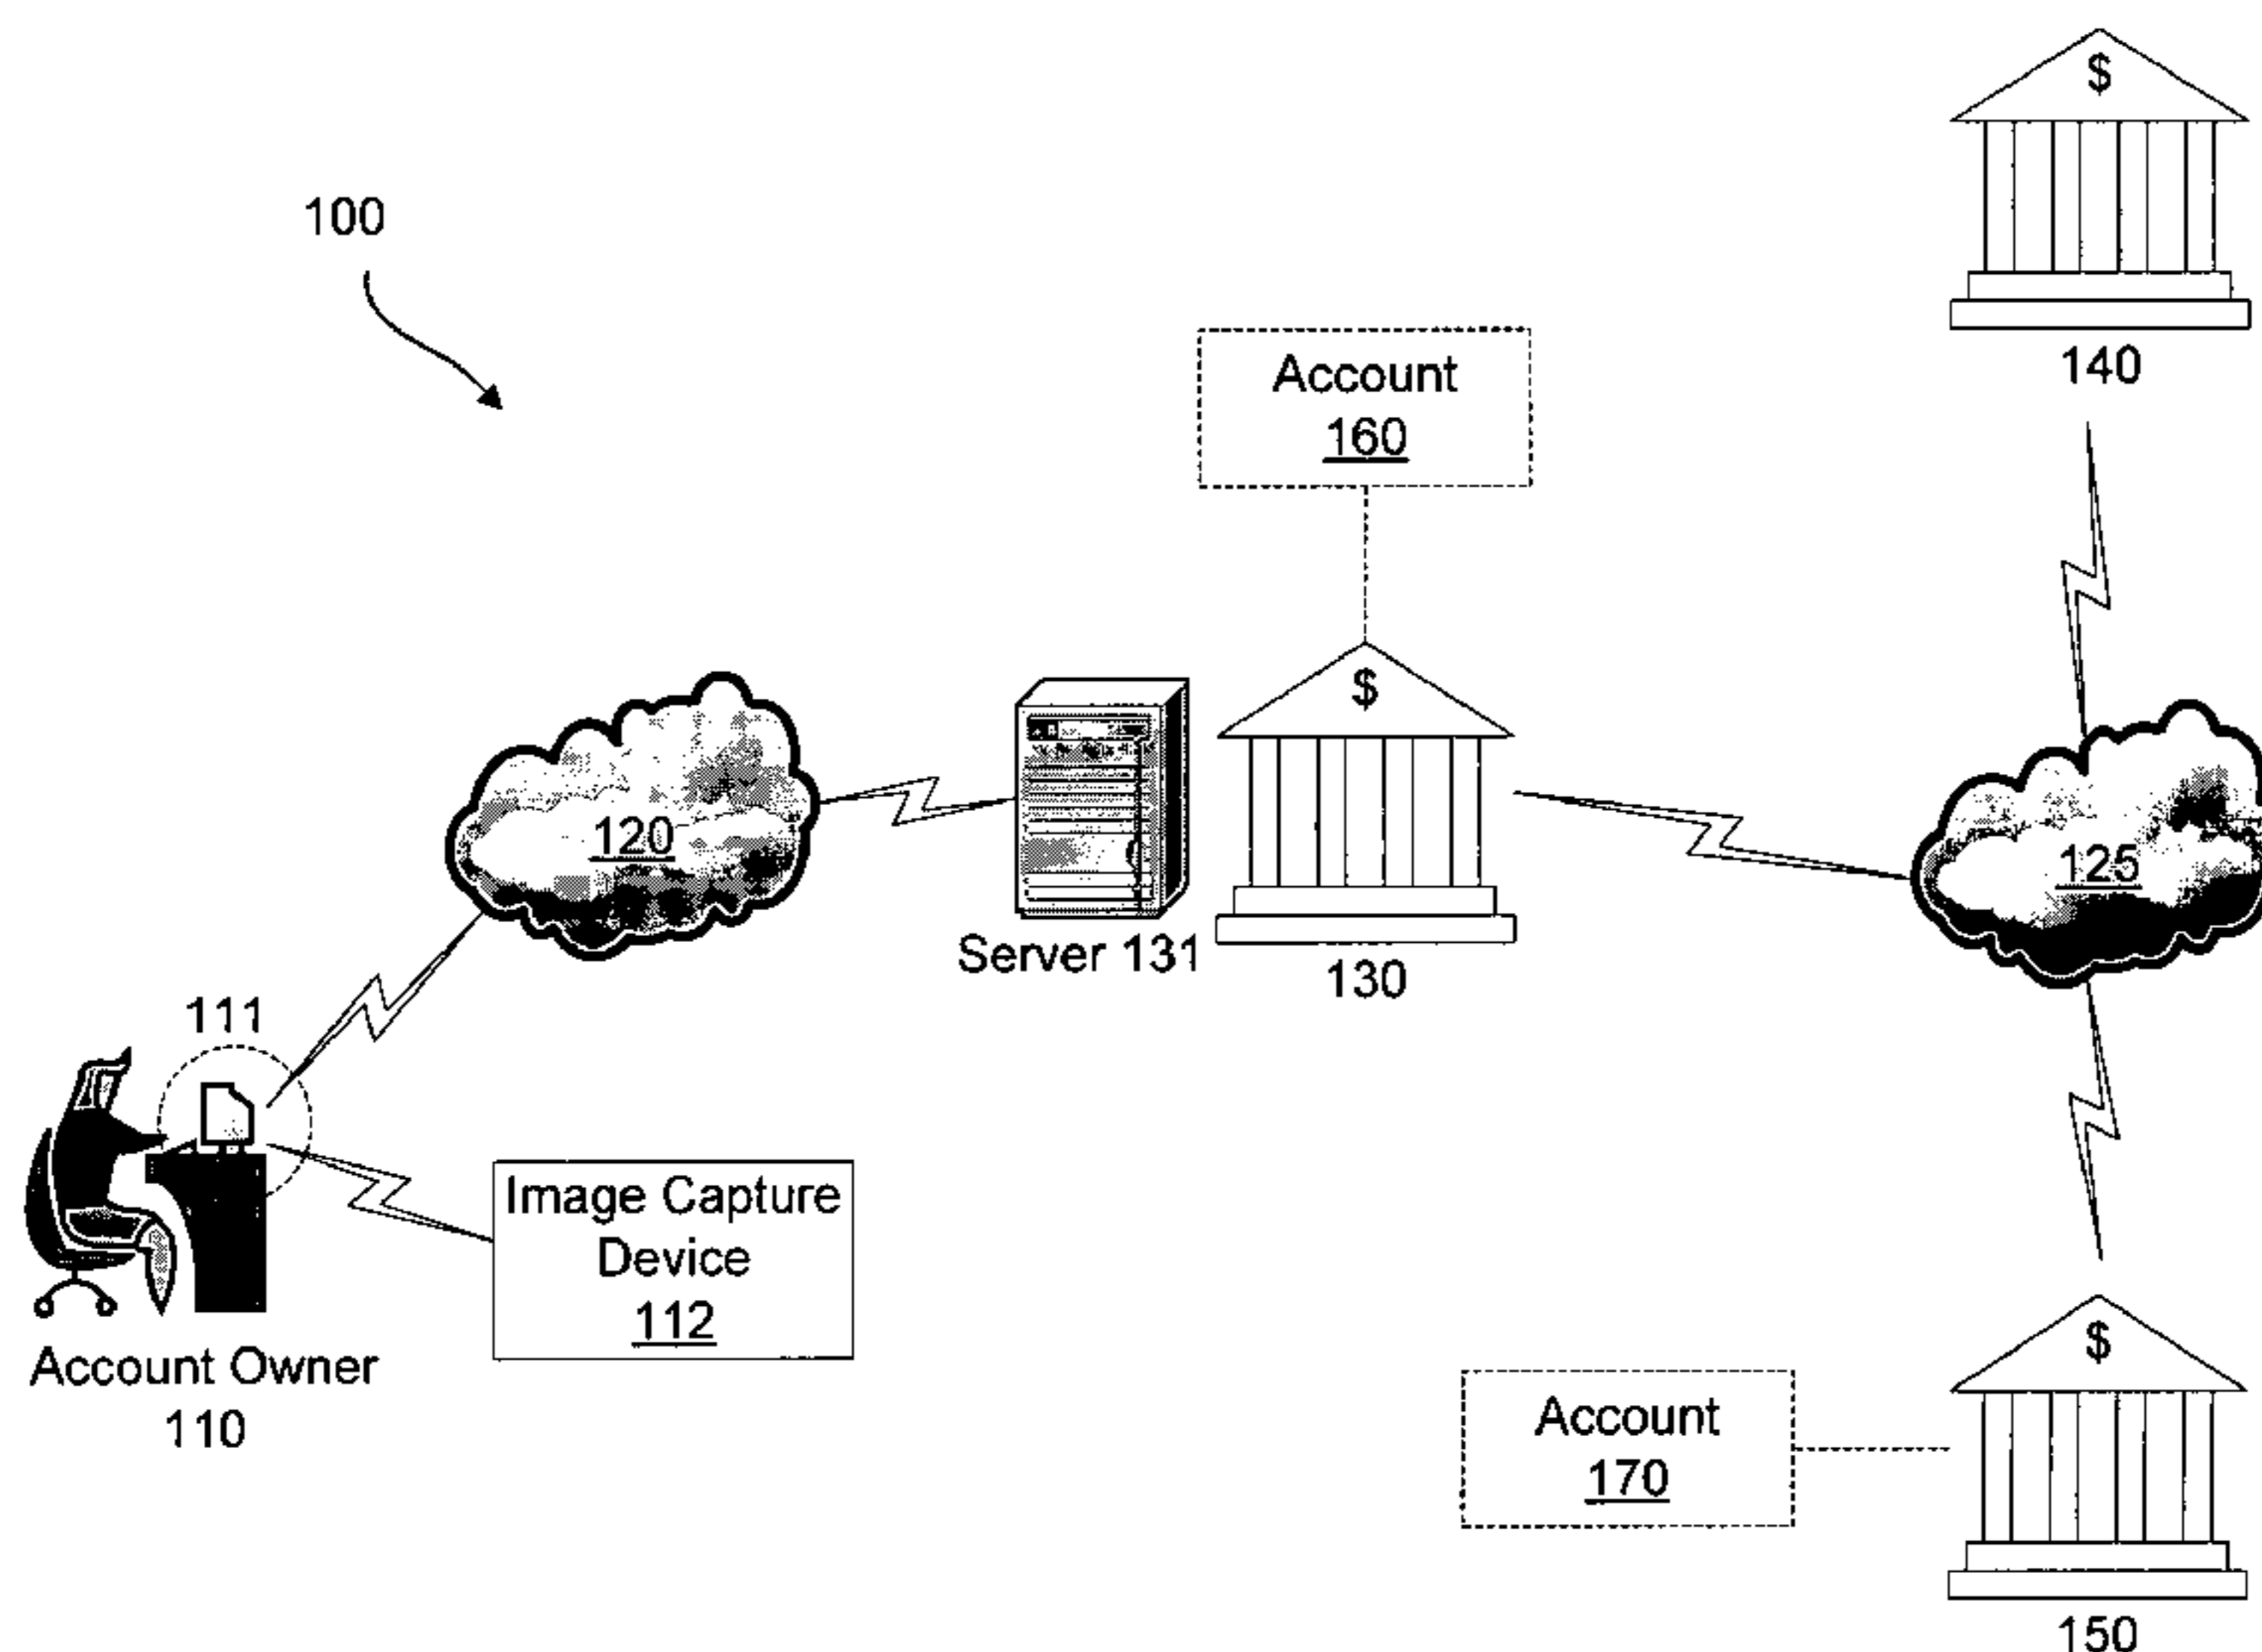 $
140
100
Account
160
$
120
125
Server 131
130
111
Image Capture
Device
112
Account Owner
110
$
Account
170
150